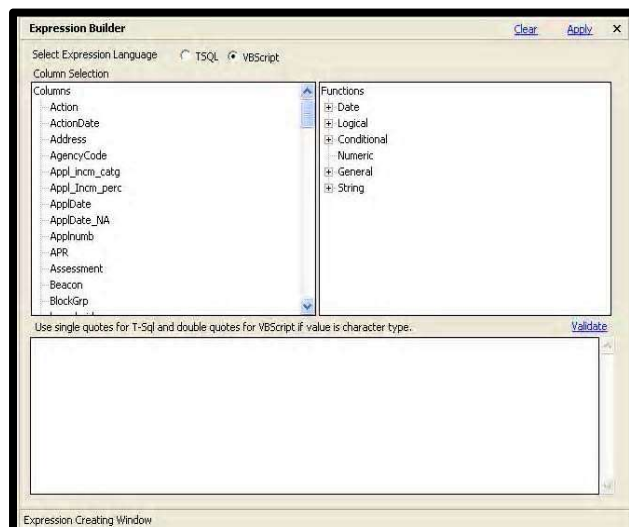 Expression Builder Clear Apply X
Select Expression Language TSQL VBScript
Column Selection
Columns
Action
ActionDate
Address
AgencyCode
Appl_incm_catg
Appl_Incm_perc
ApplDate
ApplDate_NA
Applnumb
APR
Assessment
Beacon
BlockGrp
Functions
Date
Logical
Conditional
Numeric
General
String
Use single quotes for T-Sql and double quotes for VBScript if value is character type. Validate
Expression Creating Window